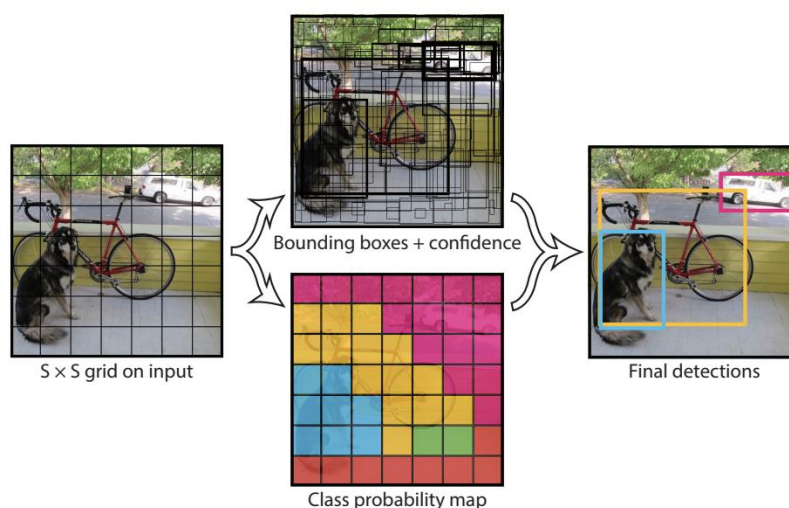 Bounding boxes + confidence
S × S grid on input
Final detections
Class probability map